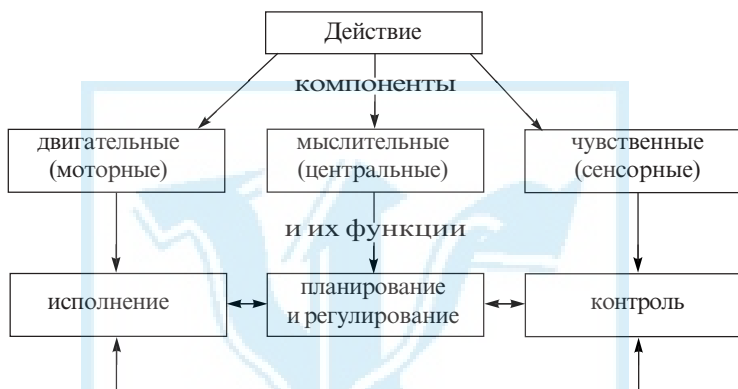 Действие
компоненты
двигательные
(моторные)
мыслительные
(центральные)
чувственные
(сенсорные)
и их функции
исполнение
планирование
и регулирование
контроль